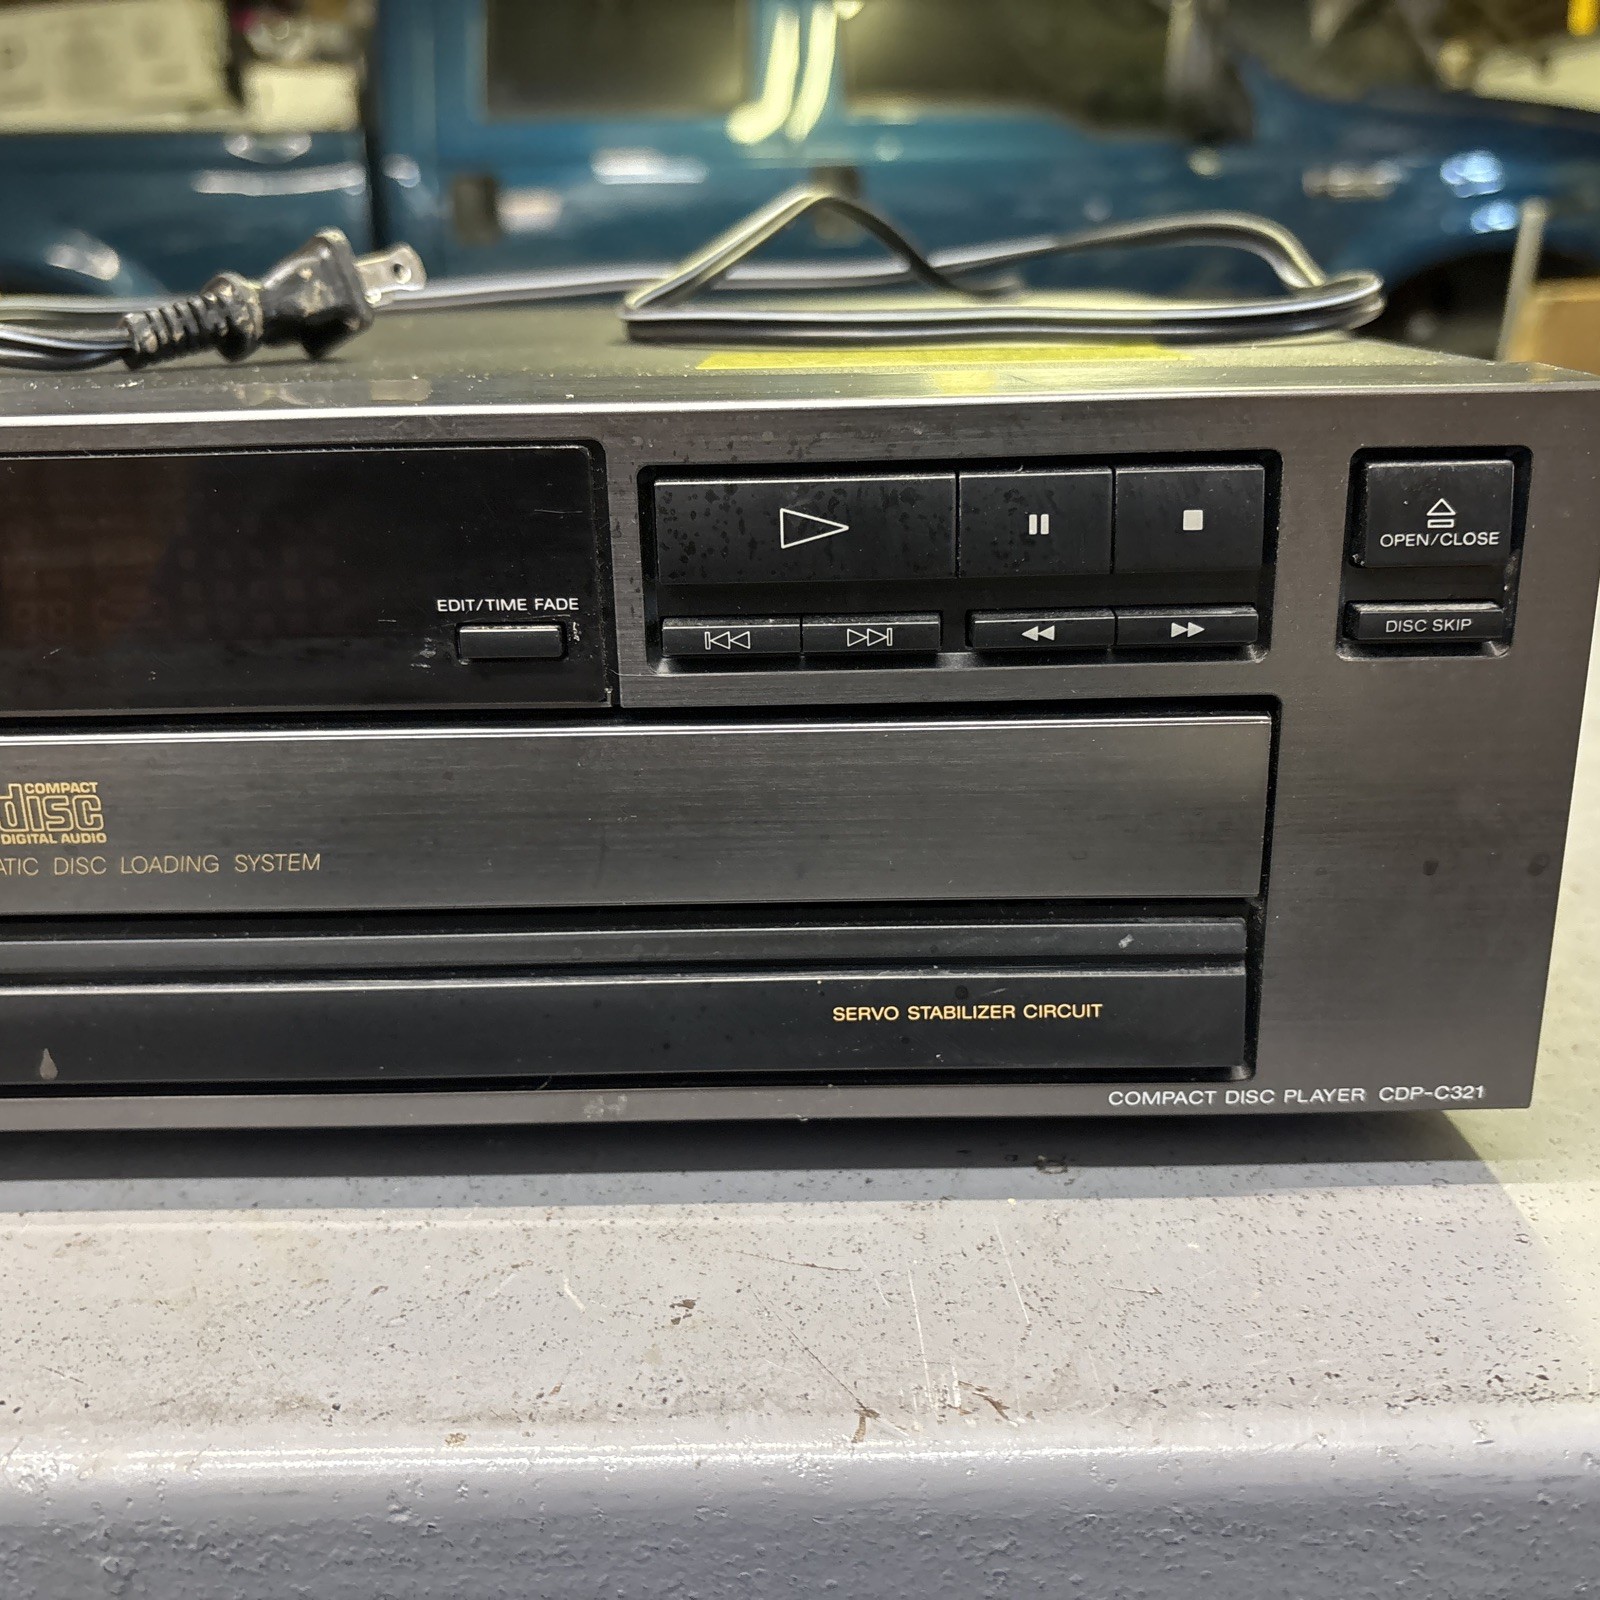 EDIT/TIME FADE
OPEN/CLOSE
DISC SKIP
COMPACT
disc
DIGITAL AUDIO
ATIC DISC LOADING SYSTEM
SERVO STABILIZER CIRCUIT
COMPACT DISC PLAYER CDP-C321